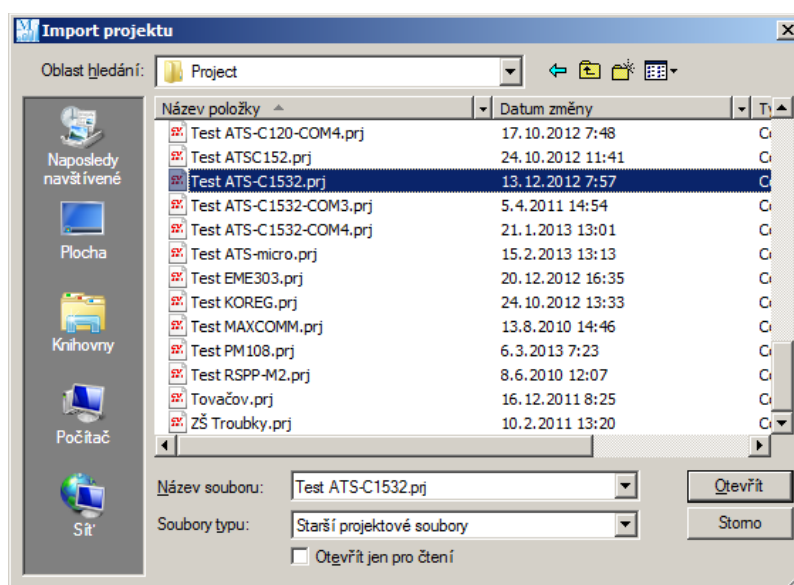 Import projektu
Oblast hledání: Project
Název položky Datum změny
Test ATS-C120-COM4.prj 17.10.2012 7:48
Test ATSC152.prj 24.10.2012 11:41
Test ATS-C1532.prj 13.12.2012 7:57
Test ATS-C1532-COM3.prj 5.4.2011 14:54
Test ATS-C1532-COM4.prj 21.1.2013 13:01
Test ATS-micro.prj 15.2.2013 13:13
Test EME303.prj 20.12.2012 16:35
Test KOREG.prj 24.10.2012 13:33
Test MAXCOMM.prj 13.8.2010 14:46
Test PM108.prj 6.3.2013 7:23
Test RSPP-M2.prj 8.6.2010 12:07
Tovačov.prj 16.12.2011 8:25
ZŠ Troubky.prj 10.2.2011 13:20
Naposledy
navštívené
Plocha
Knihovny
Počítač
Síť
Název souboru: Test ATS-C1532.prj Otevřít
Soubory typu: Starší projektové soubory Storno
Otevřít jen pro čtení